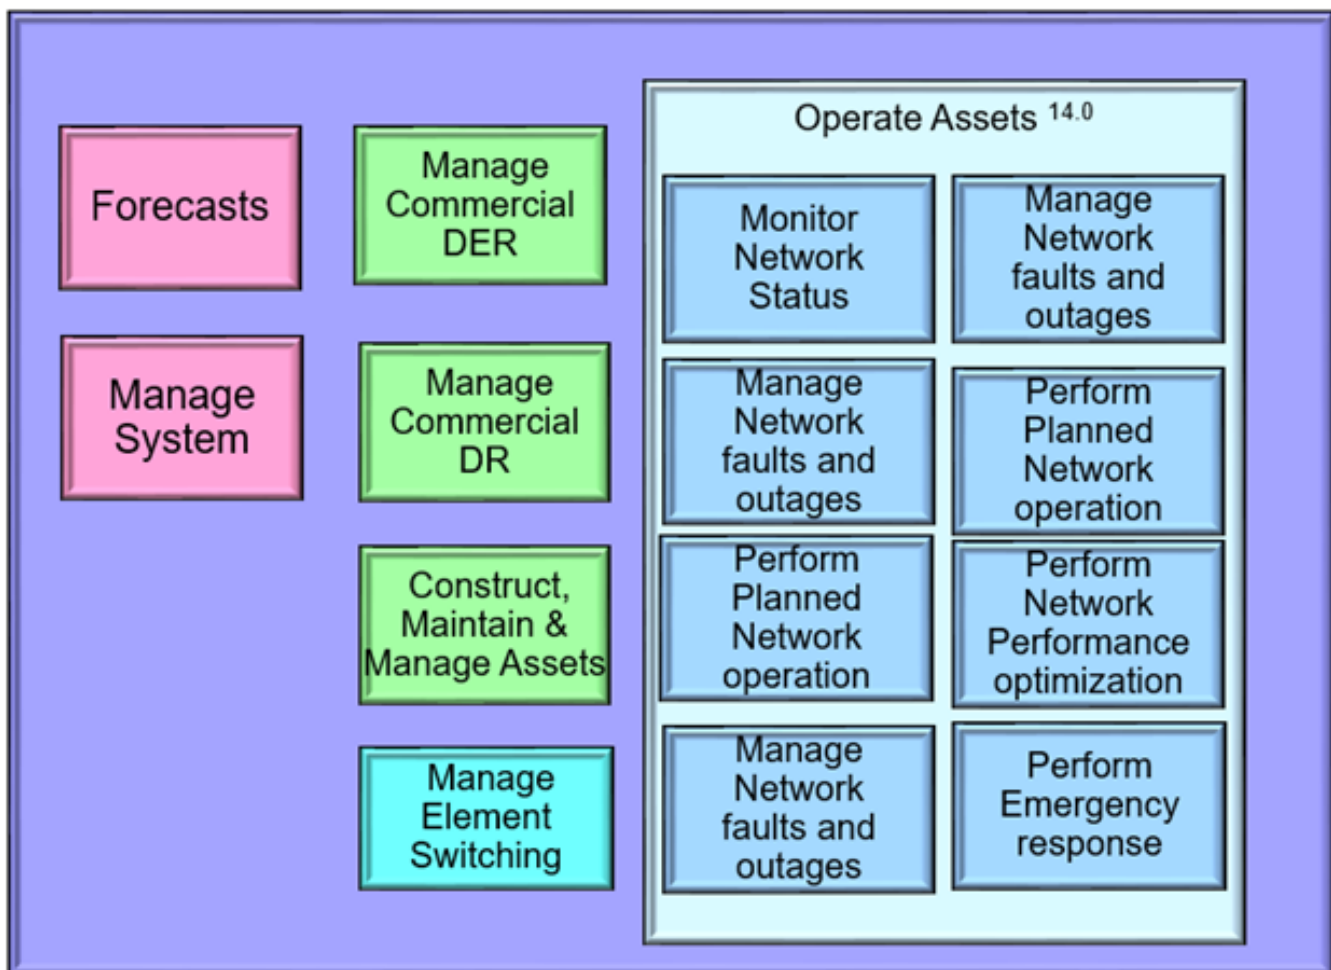 Forecasts
Manage
System
Manage
Commercial
DER
Manage
Commercial
DR
Construct,
Maintain &
Manage Assets
Manage
Element
Switching
Operate Assets 14.0
Monitor
Network
Status
Manage
Network
faults and
outages
Manage
Network
faults and
outages
Perform
Planned
Network
operation
Perform
Planned
Network
operation
Perform
Network
Performance
optimization
Manage
Network
faults and
outages
Perform
Emergency
response